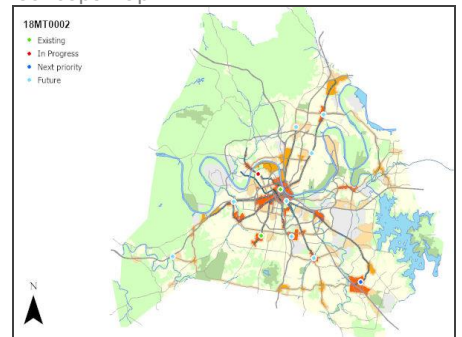 18MT0002
Existing
In Progress
Next priority
Future
N